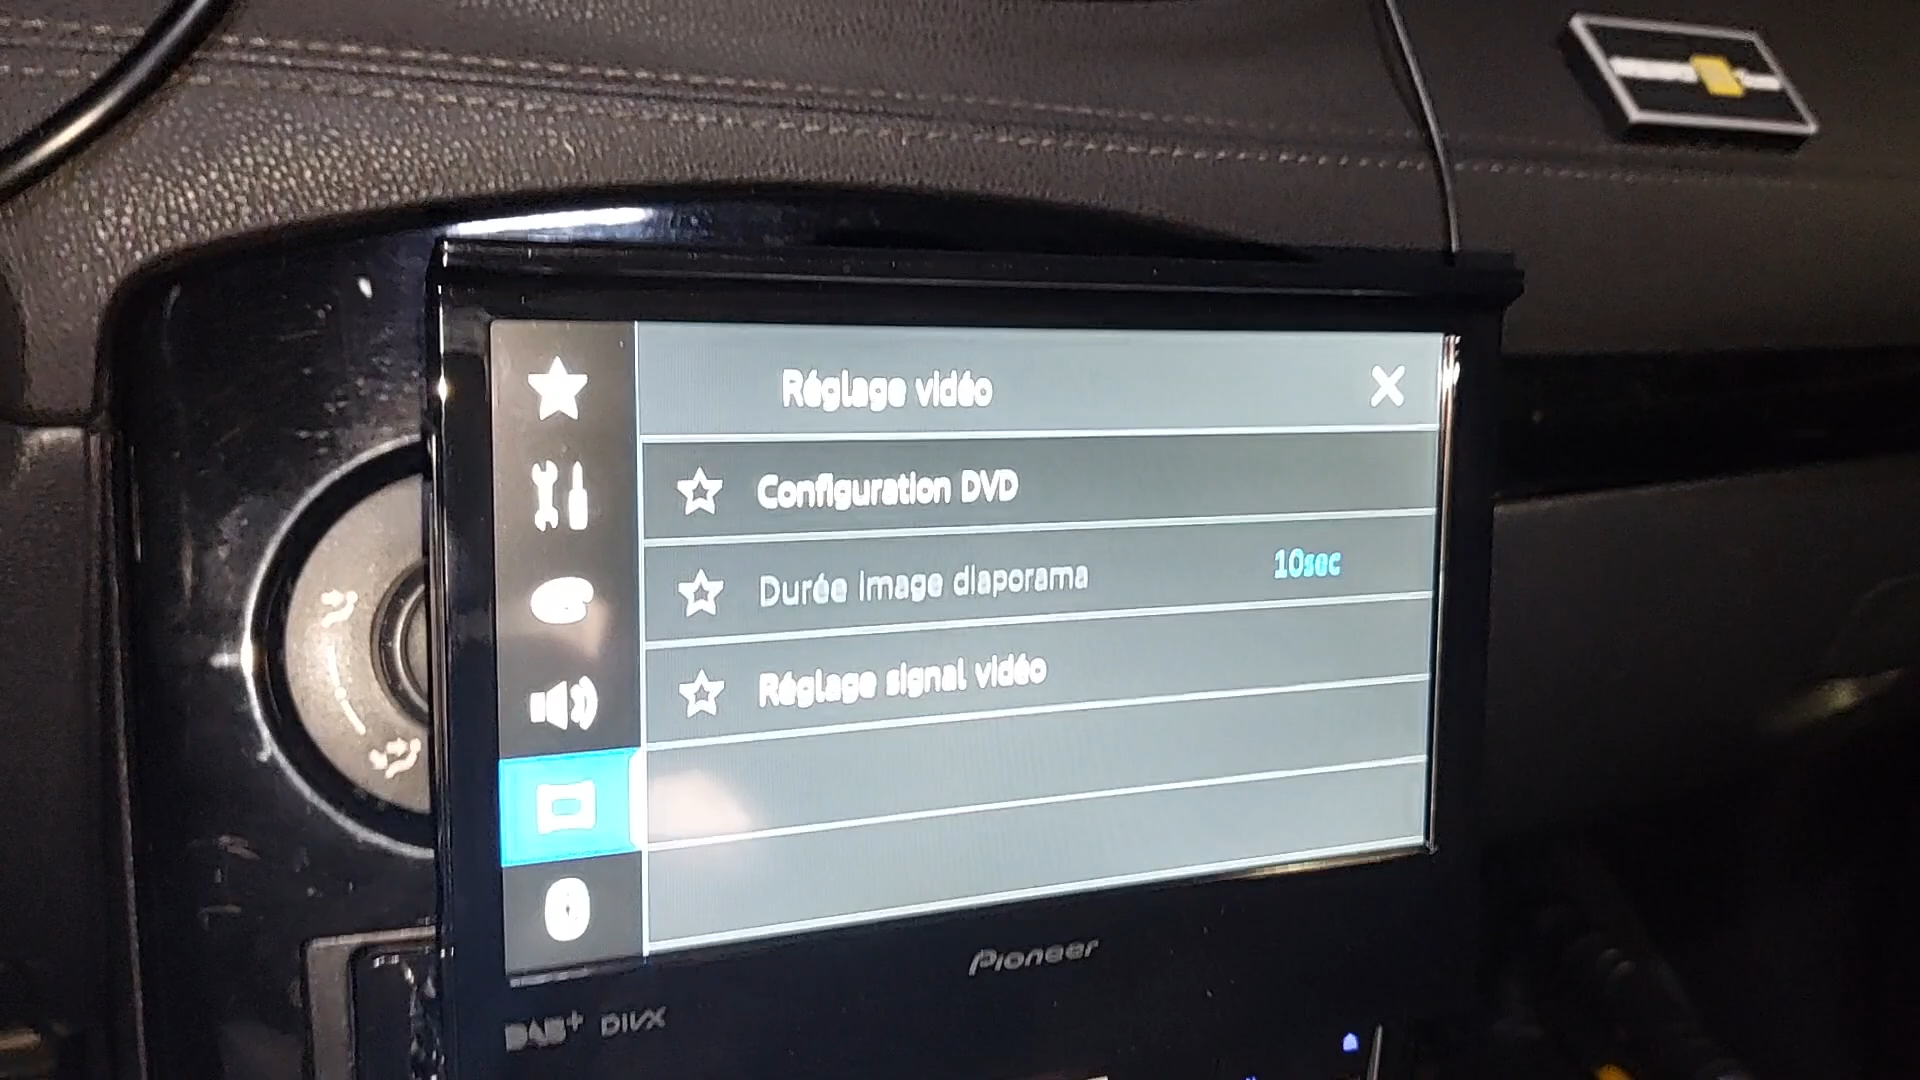 Réglage vidéo
Configuration DVD
Durée image diaporama 10sec
Réglage signal vidéo
Pioneer
DAB+ DivX